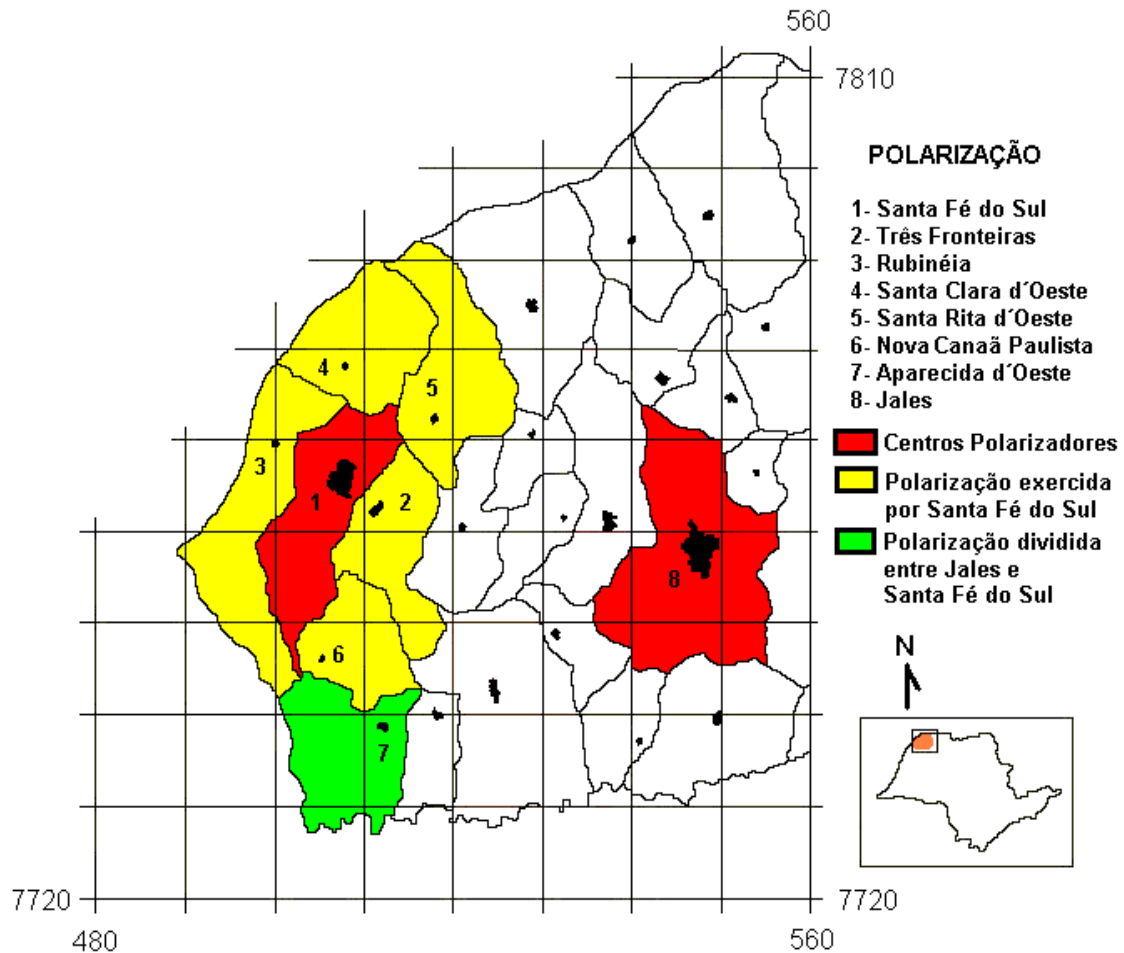 560
7810
POLARIZAÇÃO
1- Santa Fé do Sul
2- Três Fronteiras
3- Rubinéia
4- Santa Clara d´Oeste
5- Santa Rita d´Oeste
6- Nova Canaã Paulista
7- Aparecida d´Oeste
8- Jales
Centros Polarizadores
Polarização exercida
por Santa Fé do Sul
Polarização dividida
entre Jales e
Santa Fé do Sul
4
5
3
1
2
8
6
7
N
7720
7720
480
560